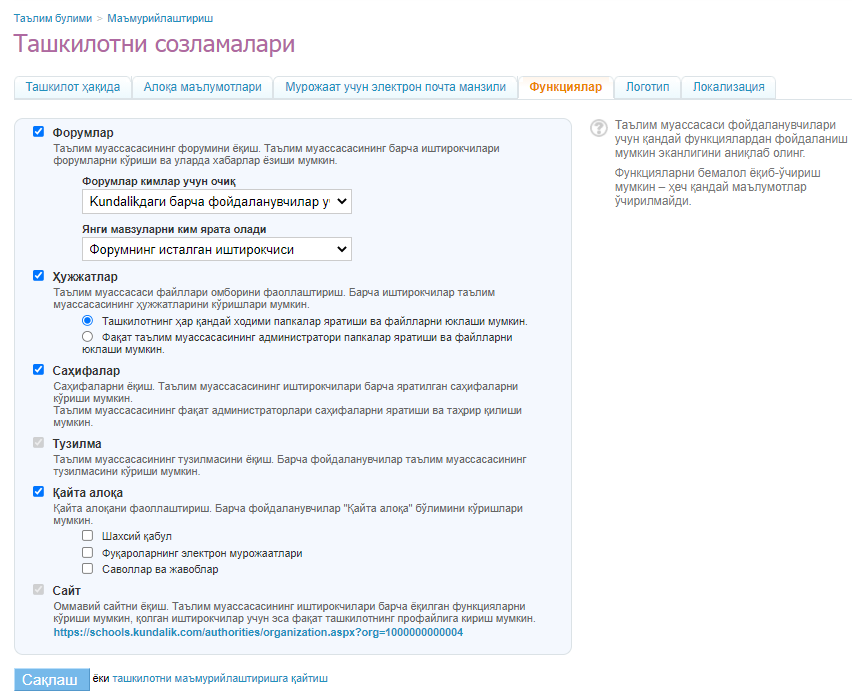 Таълим булими > Маъмурийлаштириш
Ташкилотни созламалари
Ташкилот ҳақида
Алоқа маълумотлари
Мурожаат учун электрон почта манзили
Функциялар
Логотип
Локализация
Форумлар
Таълим муассасасининг форумини ёқиш. Таълим муассасасининг барча иштирокчилари
форумларни кўриши ва уларда хабарлар ёзиши мумкин.
Форумлар кимлар учун очиқ
Kundalikдаги барча фойдаланувчилар у
Янги мавзуларни ким ярата олади
Форумнинг исталган иштирокчиси
Ҳужжатлар
Таълим муассасаси файллари омборини фаоллаштириш. Барча иштирокчилар таълим
муассасасининг ҳужжатларини кўришлари мумкин.
Ташкилотнинг ҳар қандай ходими папкалар яратиши ва файлларни юклаши мумкин.
Фақат таълим муассасасининг администратори папкалар яратиши ва файлларни
юклаши мумкин.
Саҳифалар
Саҳифаларни ёқиш. Таълим муассасасининг иштирокчилари барча яратилган саҳифаларни
кўриши мумкин.
Таълим муассасасининг фақат администраторлари саҳифаларни яратиши ва таҳрир қилиши
мумкин.
Тузилма
Таълим муассасасининг тузилмасини ёқиш. Барча фойдаланувчилар таълим муассасасининг
тузилмасини кўриши мумкин.
Қайта алоқа
Қайта алоқани фаоллаштириш. Барча фойдаланувчилар "Қайта алоқа" бўлимини кўришлари
мумкин.
Шахсий қабул
Фуқароларнинг электрон мурожаатлари
Саволлар ва жавоблар
Сайт
Оммавий сайтни ёқиш. Таълим муассасасининг иштирокчилари барча ёқилган функцияларни
кўриши мумкин, қолган иштирокчилар учун эса фақат ташкилотнинг профайлига кириш мумкин.
https://schools.kundalik.com/authorities/organization.aspx?org=1000000000004
Сақлаш ёки ташкилотни маъмурийлаштиришга қайтиш
? Таълим муассасаси фойдаланувчилари
учун қандай функциялардан фойдаланиш
мумкин эканлигини аниқлаб олинг.
Функцияларни бемалол ёқиб-ўчириш
мумкин – ҳеч қандай маълумотлар
ўчирилмайди.